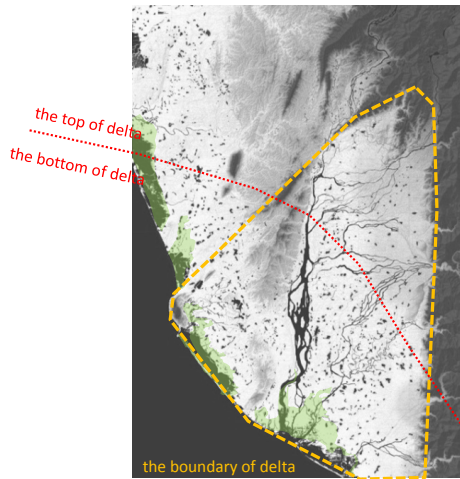 the top of delta
the bottom of delta
the boundary of delta